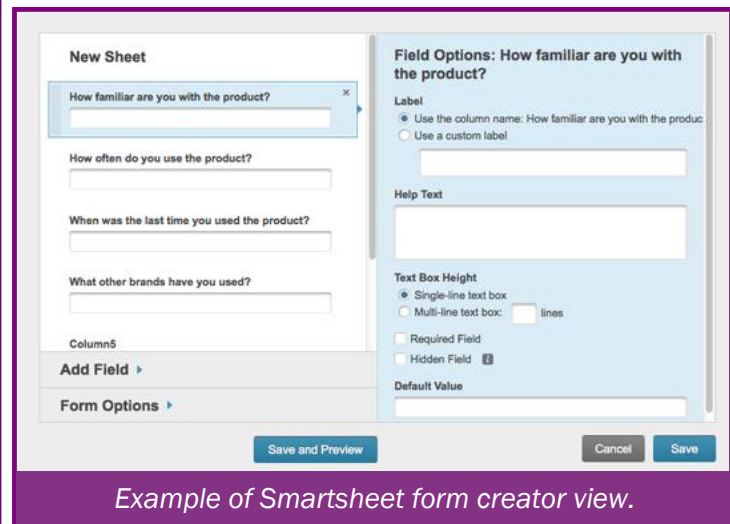 New Sheet
How familiar are you with the product?
How often do you use the product?
When was the last time you used the product?
What other brands have you used?
Column5
Add Field
Form Options
Field Options: How familiar are you with
the product?
Label
Use the column name: How familiar are you with the produc
Use a custom label
Help Text
Text Box Height
Single-line text box
Multi-line text box: lines
Required Field
Hidden Field i
Default Value
Save and Preview
Cancel
Save
Example of Smartsheet form creator view.